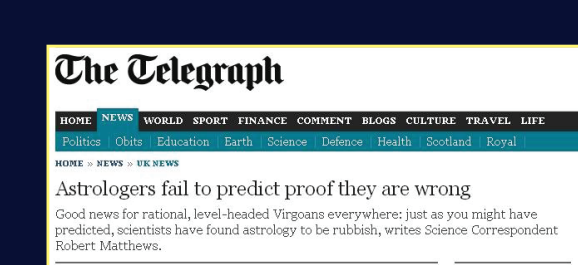 The Telegraph
HOME NEWS WORLD SPORT FINANCE COMMENT BLOGS CULTURE TRAVEL LIFE
Politics Obits Education Earth Science Defence Health Scotland Royal
HOME » NEWS » UK NEWS
Astrologers fail to predict proof they are wrong
Good news for rational, level-headed Virgoans everywhere: just as you might have
predicted, scientists have found astrology to be rubbish, writes Science Correspondent
Robert Matthews.